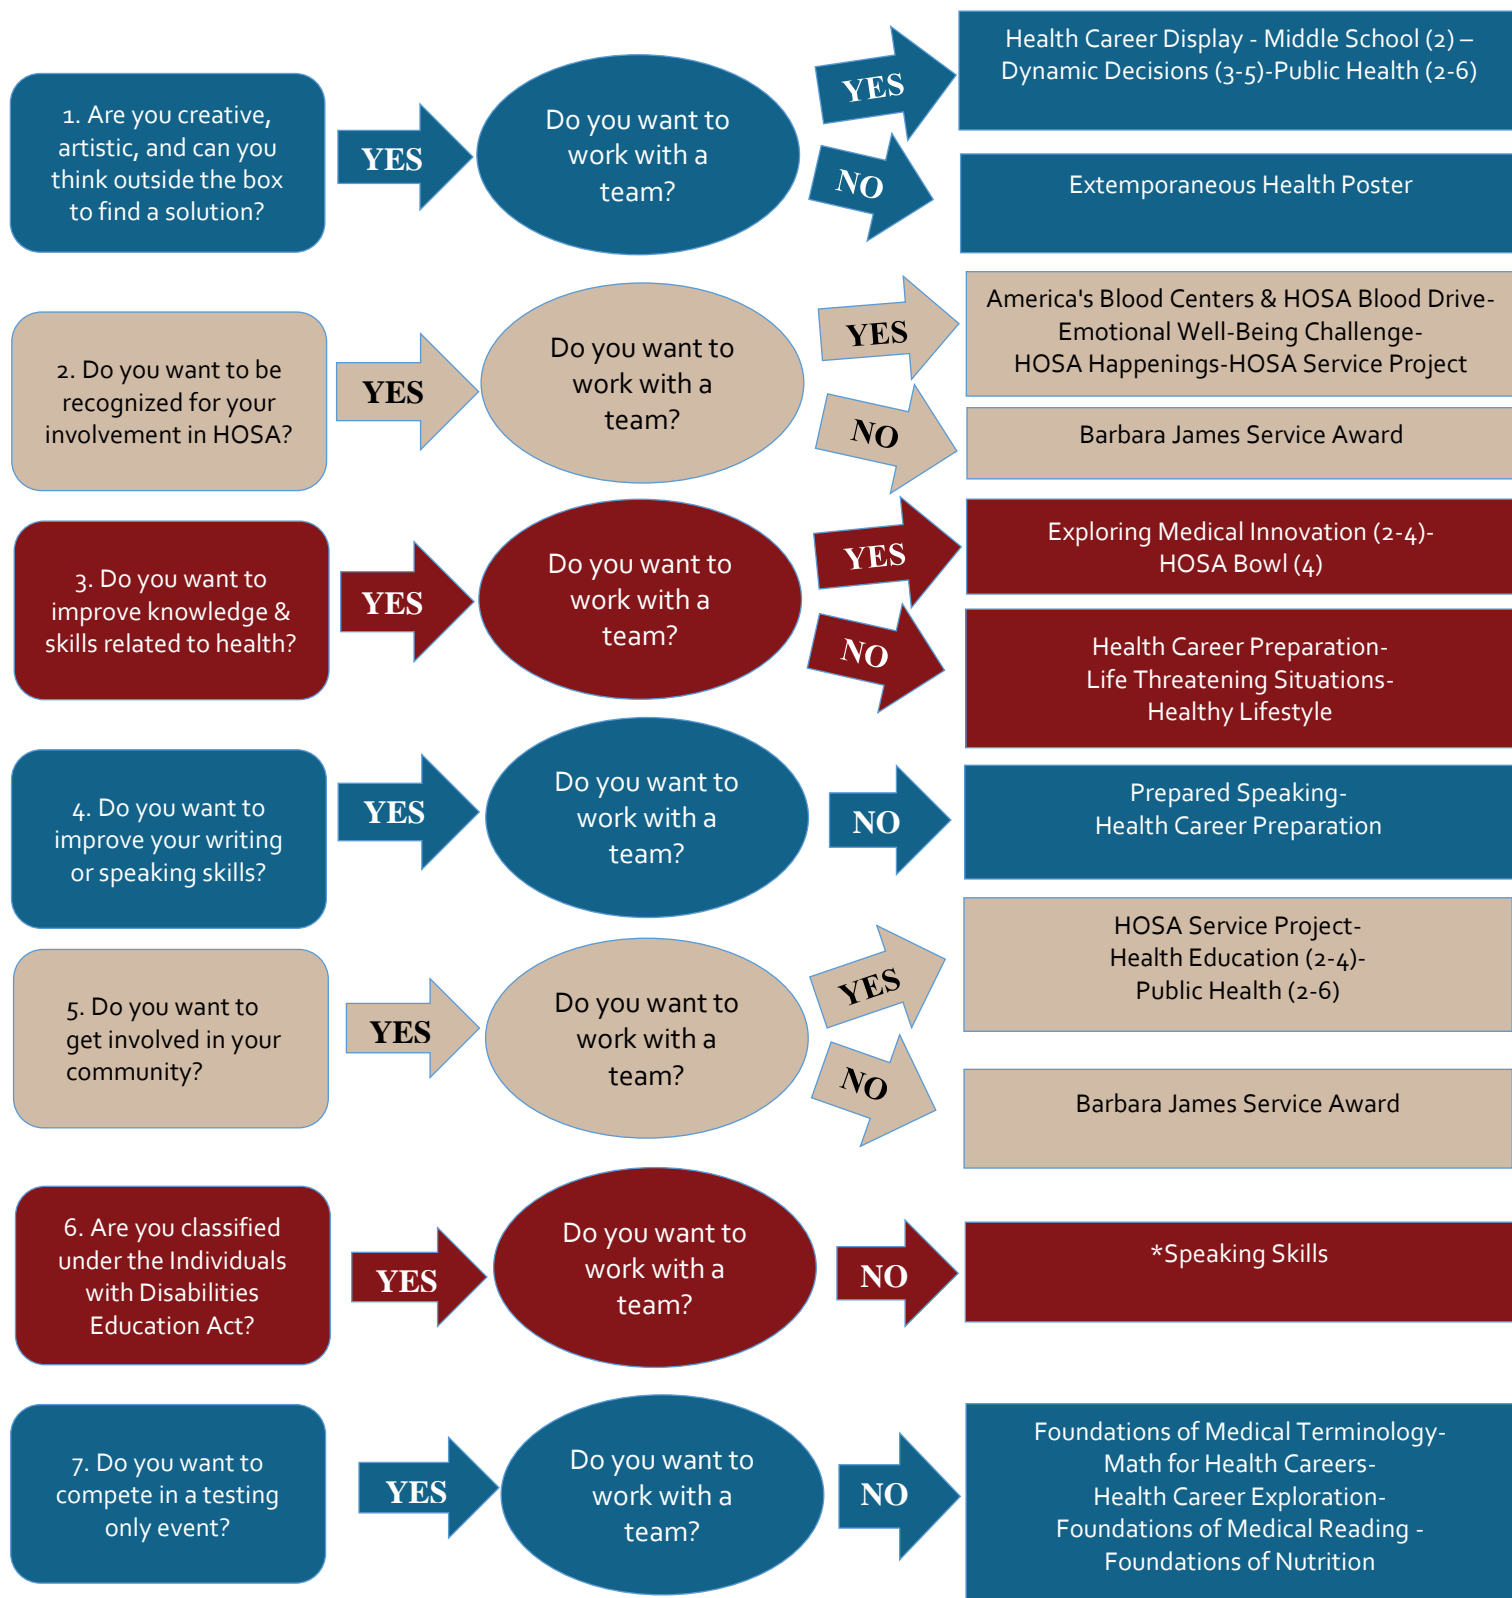 1. Are you creative,
artistic, and can you
think outside the box
to find a solution?
YES
Do you want to
work with a
team?
YES
Health Career Display - Middle School (2) –
Dynamic Decisions (3-5)-Public Health (2-6)
NO
Extemporaneous Health Poster
2. Do you want to be
recognized for your
involvement in HOSA?
YES
Do you want to
work with a
team?
YES
America's Blood Centers & HOSA Blood Drive-
Emotional Well-Being Challenge-
HOSA Happenings-HOSA Service Project
NO
Barbara James Service Award
3. Do you want to
improve knowledge &
skills related to health?
YES
Do you want to
work with a
team?
YES
Exploring Medical Innovation (2-4)-
HOSA Bowl (4)
NO
Health Career Preparation-
Life Threatening Situations-
Healthy Lifestyle
4. Do you want to
improve your writing
or speaking skills?
YES
Do you want to
work with a
team?
NO
Prepared Speaking-
Health Career Preparation
5. Do you want to
get involved in your
community?
YES
Do you want to
work with a
team?
YES
HOSA Service Project-
Health Education (2-4)-
Public Health (2-6)
NO
Barbara James Service Award
6. Are you classified
under the Individuals
with Disabilities
Education Act?
YES
Do you want to
work with a
team?
NO
*Speaking Skills
7. Do you want to
compete in a testing
only event?
YES
Do you want to
work with a
team?
NO
Foundations of Medical Terminology-
Math for Health Careers-
Health Career Exploration-
Foundations of Medical Reading -
Foundations of Nutrition